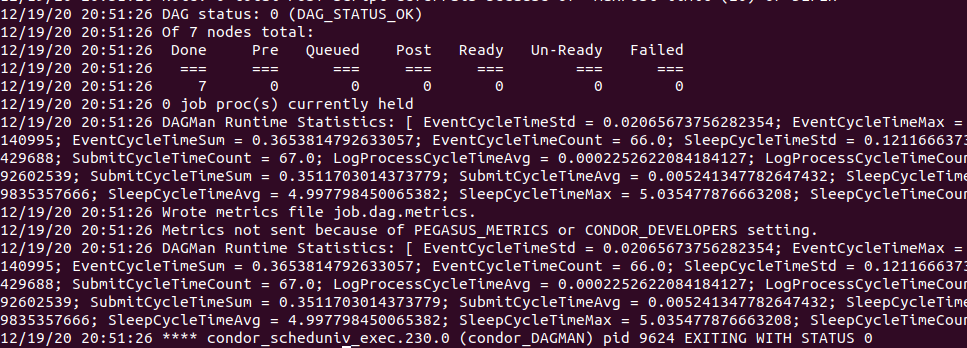 12/19/20 20:51:26 DAG status: 0 (DAG_STATUS_OK)
12/19/20 20:51:26 Of 7 nodes total:
12/19/20 20:51:26  Done     Pre   Queued    Post   Ready   Un-Ready   Failed
12/19/20 20:51:26   ===     ===      ===     ===     ===        ===      ===
12/19/20 20:51:26     7       0        0       0       0          0        0
12/19/20 20:51:26 0 job proc(s) currently held
12/19/20 20:51:26 DAGMan Runtime Statistics: [ EventCycleTimeStd = 0.02065673756282354; EventCycleTimeMax =
140995; EventCycleTimeSum = 0.3653814792633057; EventCycleTimeCount = 66.0; SleepCycleTimeStd = 0.1211666373
429688; SubmitCycleTimeCount = 67.0; LogProcessCycleTimeAvg = 0.0002252622084184127; LogProcessCycleTimeCoun
92602539; SubmitCycleTimeSum = 0.3511703014373779; SubmitCycleTimeAvg = 0.005241347782647432; SleepCycleTime
9835357666; SleepCycleTimeAvg = 4.997798450065382; SleepCycleTimeMax = 5.035477876663208; SleepCycleTimeCoun
12/19/20 20:51:26 Wrote metrics file job.dag.metrics.
12/19/20 20:51:26 Metrics not sent because of PEGASUS_METRICS or CONDOR_DEVELOPERS setting.
12/19/20 20:51:26 DAGMan Runtime Statistics: [ EventCycleTimeStd = 0.02065673756282354; EventCycleTimeMax =
140995; EventCycleTimeSum = 0.3653814792633057; EventCycleTimeCount = 66.0; SleepCycleTimeStd = 0.1211666373
429688; SubmitCycleTimeCount = 67.0; LogProcessCycleTimeAvg = 0.0002252622084184127; LogProcessCycleTimeCoun
92602539; SubmitCycleTimeSum = 0.3511703014373779; SubmitCycleTimeAvg = 0.005241347782647432; SleepCycleTime
9835357666; SleepCycleTimeAvg = 4.997798450065382; SleepCycleTimeMax = 5.035477876663208; SleepCycleTimeCoun
12/19/20 20:51:26 **** condor_scheduniv_exec.230.0 (condor_DAGMAN) pid 9624 EXITING WITH STATUS 0